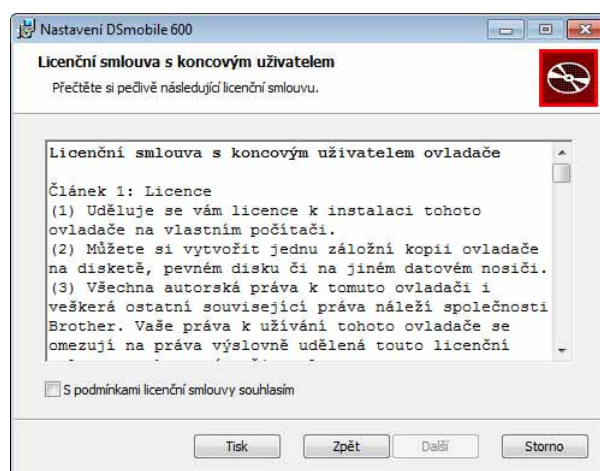 Nastavení DSmobile 600
Licenční smlouva s koncovým uživatelem
Přečtěte si pečlivě následující licenční smlouvu.
Licenční smlouva s koncovým uživatelem ovladače
Článek 1: Licence
(1) Uděluje se vám licence k instalaci tohoto
ovladače na vlastním počítači.
(2) Můžete si vytvořit jednu záložní kopii ovladače
na disketě, pevném disku či na jiném datovém nosiči.
(3) Všechna autorská práva k tomuto ovladači i
veškerá ostatní související práva náleží společnosti
Brother. Vaše práva k užívání tohoto ovladače se
omezují na práva výslovně udělená touto licenční
S podmínkami licenční smlouvy souhlasím
Tisk
Zpět
Další
Storno